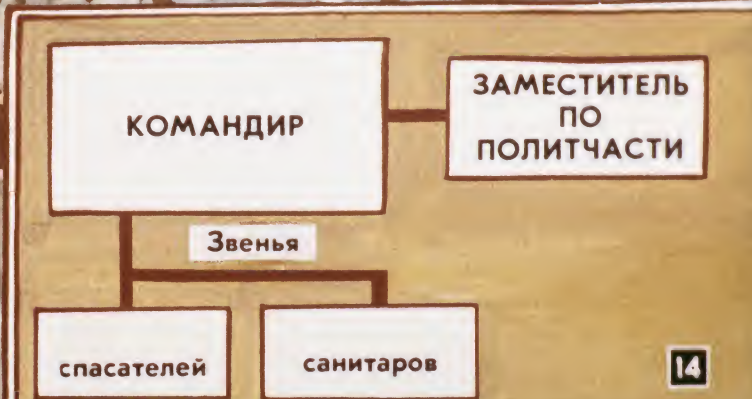 КОМАНДИР
ЗАМЕСТИТЕЛЬ
ПО
ПОЛИТЧАСТИ
Звенья
спасателей
санитаров
14